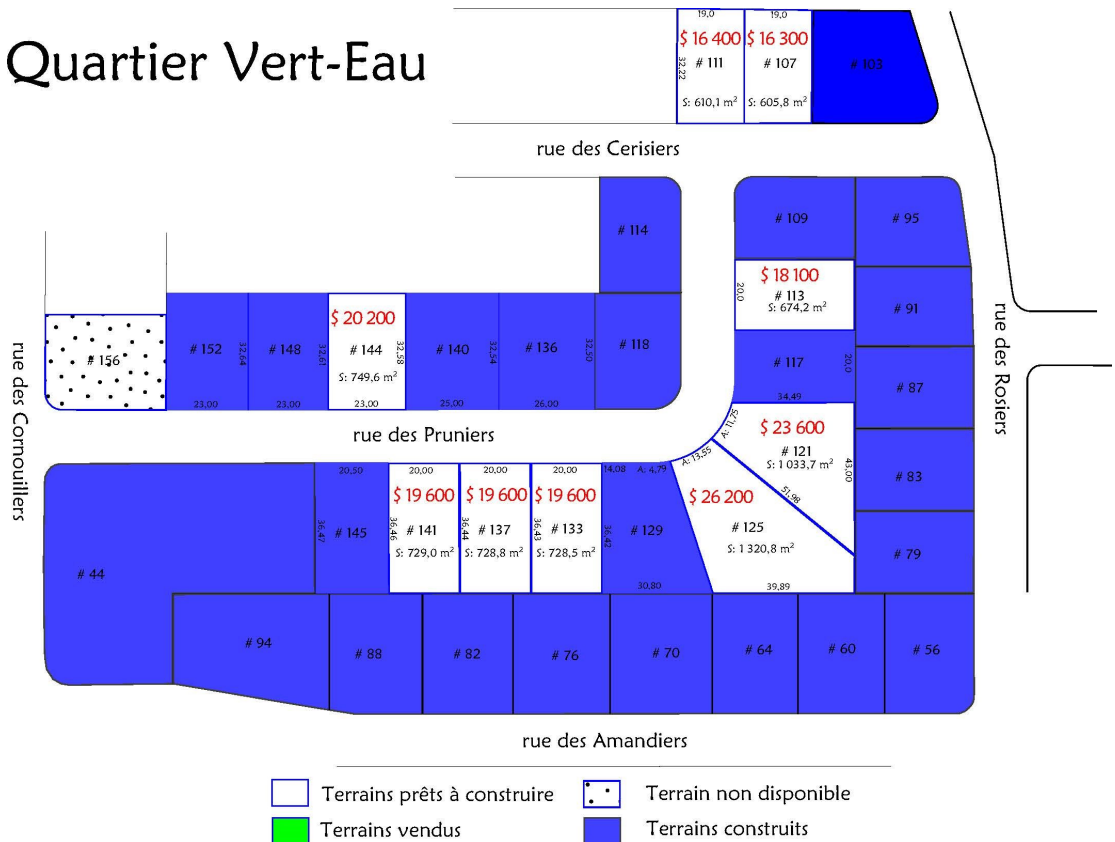 Quartier Vert-Eau
19,0
19,0
$ 16 400
$ 16 300
32,22
# 111
# 107
# 103
S: 610,1 m²
S: 605,8 m²
rue des Cerisiers
# 114
# 109
# 95
$ 18 100
20,0
# 113
S: 674,2 m²
# 91
rue des Rosiers
# 156
# 152
32,64
# 148
32,61
$ 20 200
# 144
S: 749,6 m²
32,58
# 140
32,54
# 136
32,50
# 118
# 117
20,0
34,49
# 87
23,00
23,00
23,00
25,00
26,00
rue des Cornouillers
rue des Pruniers
A: 11,75
$ 23 600
# 121
S: 1 033,7 m²
43,00
A: 13,55
51,98
# 83
20,50
20,00
20,00
20,00
14,08
A: 4,79
$ 19 600
$ 19 600
$ 19 600
$ 26 200
36,47
# 145
36,46
# 141
36,44
# 137
36,43
# 133
36,42
# 129
# 125
S: 729,0 m²
S: 728,8 m²
S: 728,5 m²
S: 1 320,8 m²
# 44
# 79
30,80
39,89
# 94
# 88
# 82
# 76
# 70
# 64
# 60
# 56
rue des Amandiers
Terrains prêts à construire
Terrain non disponible
Terrains vendus
Terrains construits